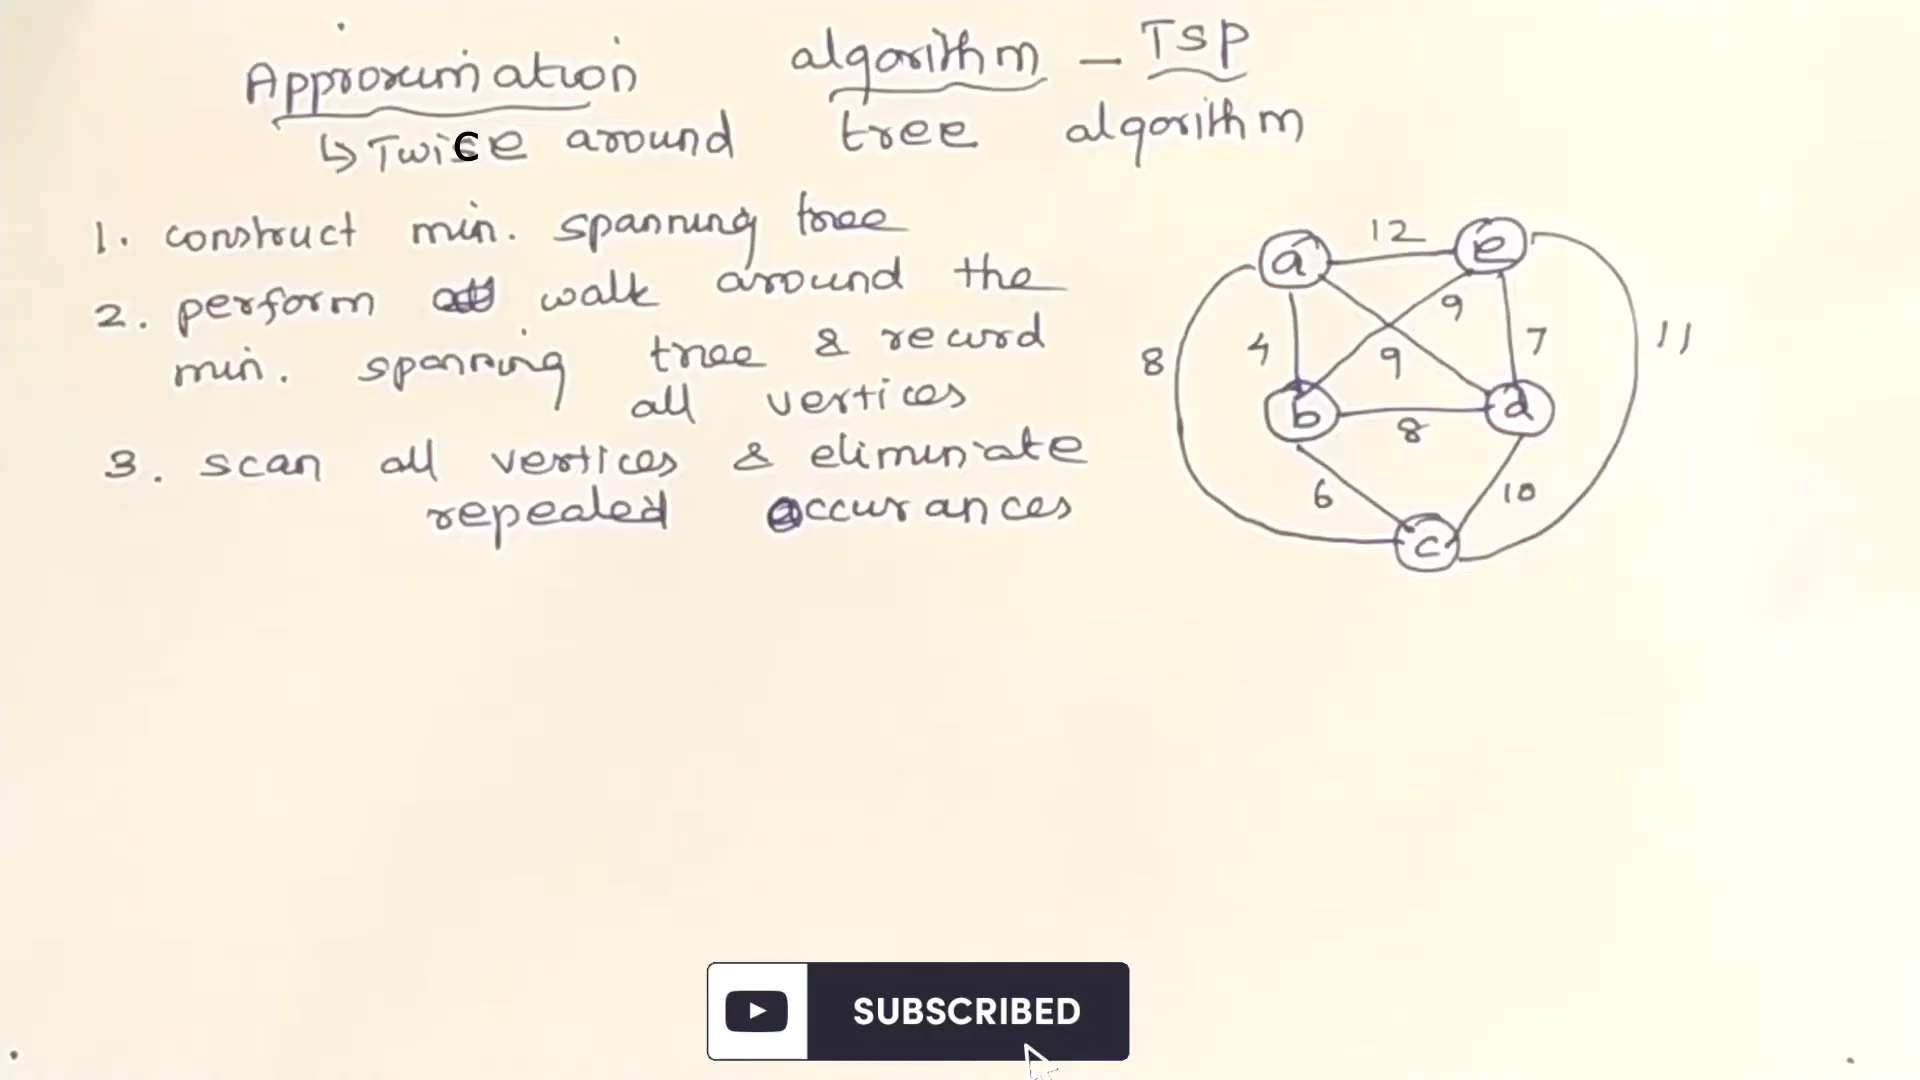 Approximation algorithm - TSP
↳ Twice around tree algorithm
1. construct min. spanning tree
2. perform walk around the
min. spanning tree & record
all vertices
3. scan all vertices & eliminate
repeated occurances
a 12 e
8 4 9 9 7 11
b 8 d
6 10
c
SUBSCRIBED